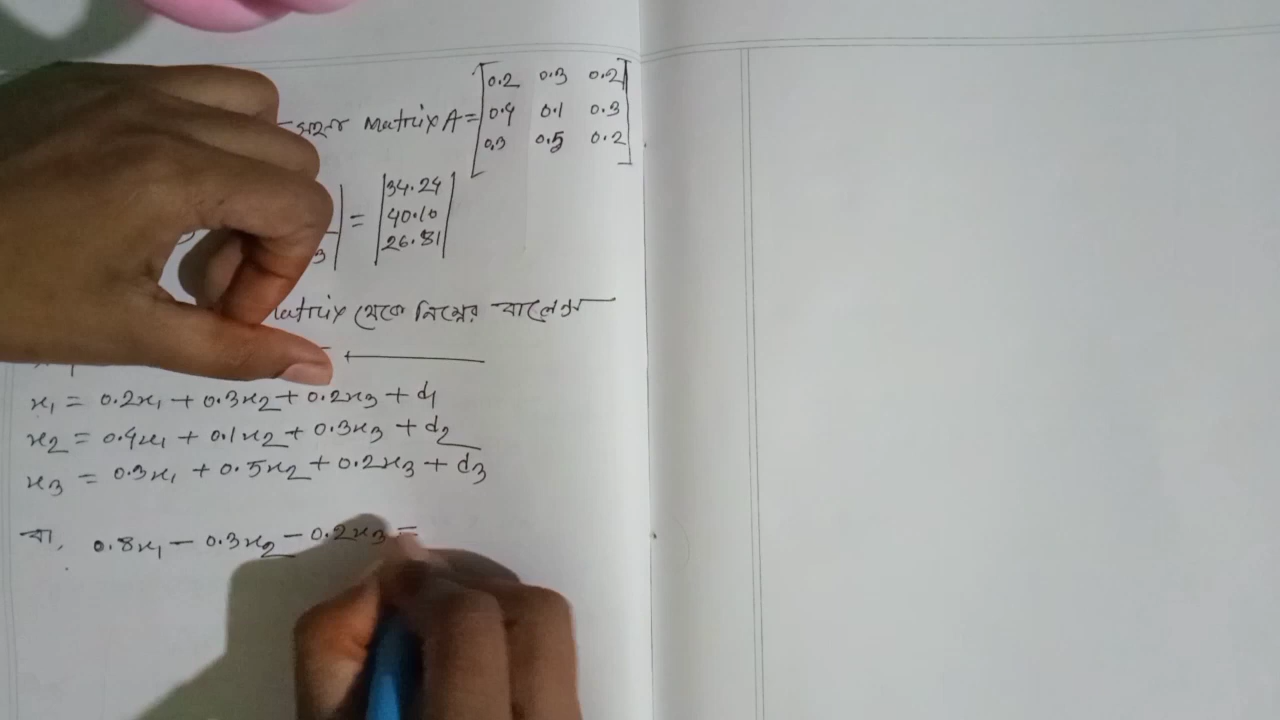 Matrix A = [0.2 0.3 0.2
0.4 0.1 0.3
0.3 0.5 0.2]
3 | = |34.24
40.10
26.81|
Matrix থেকে নিম্নের ব্যালেন্স
x₁ = 0.2x₁ + 0.3x₂ + 0.2x₃ + d₁
x₂ = 0.4x₁ + 0.1x₂ + 0.3x₃ + d₂
x₃ = 0.3x₁ + 0.5x₂ + 0.2x₃ + d₃
বা, 0.8x₁ − 0.3x₂ − 0.2x₃ =